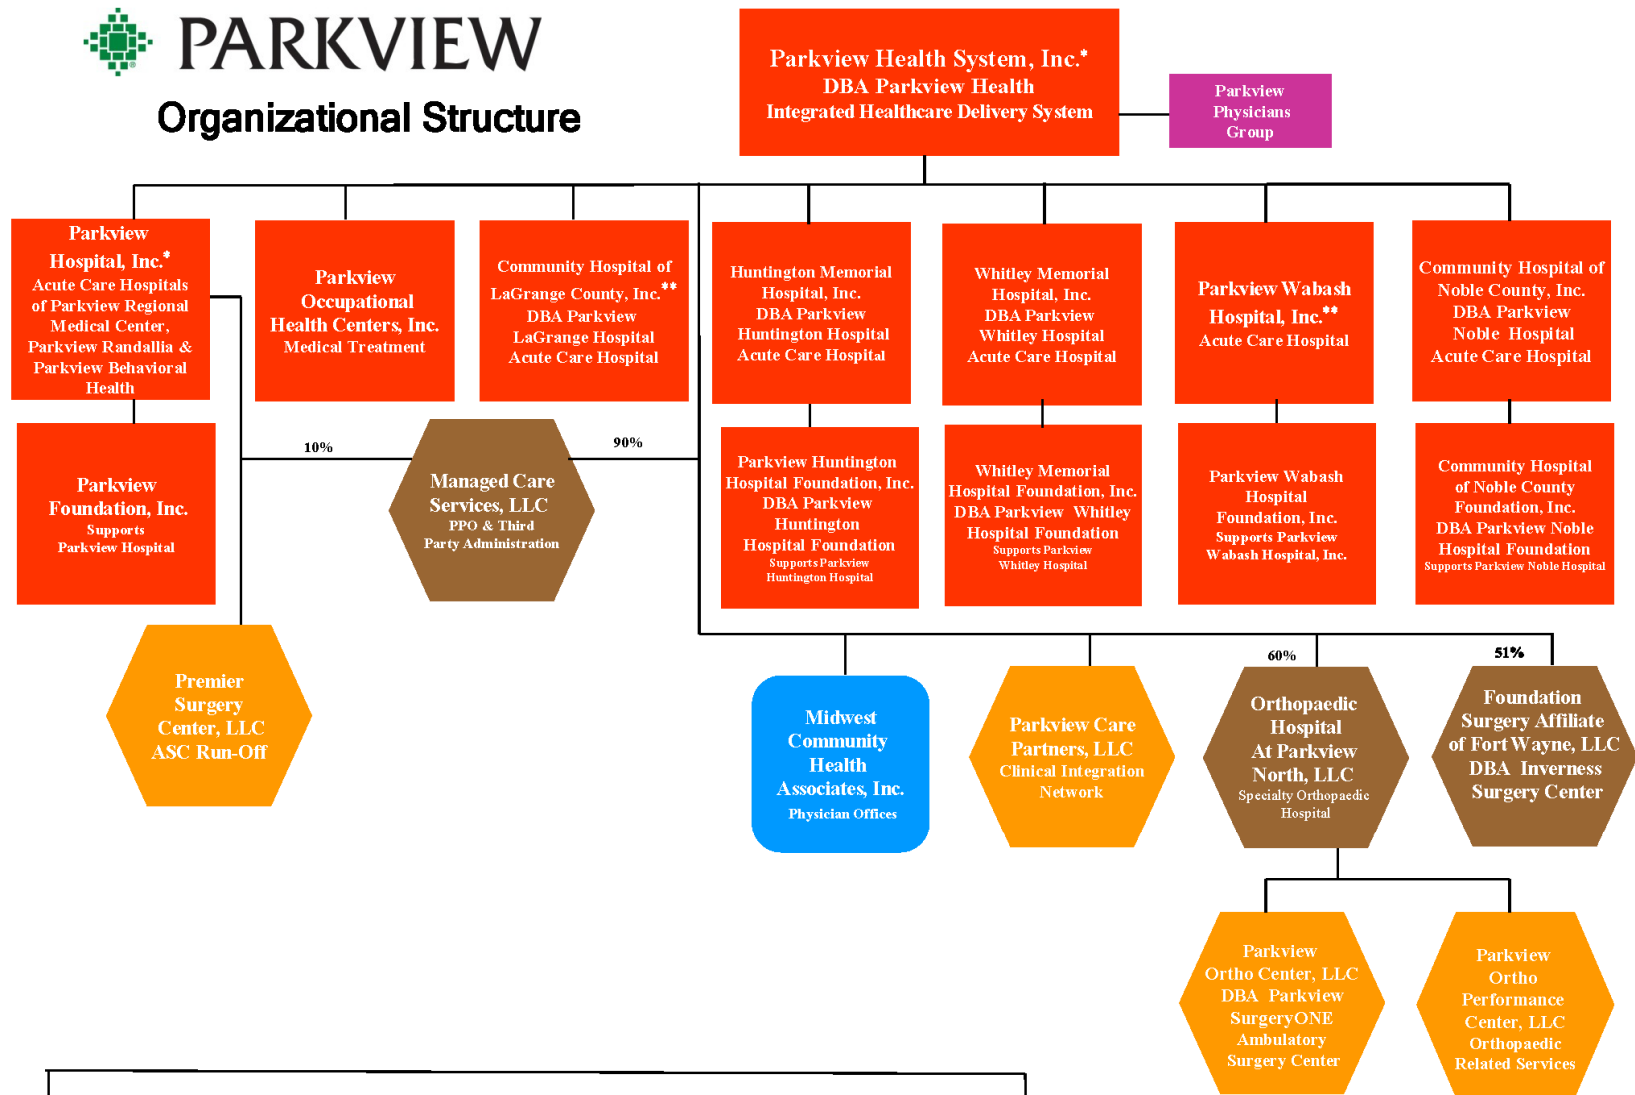 PARKVIEW
Organizational Structure
Parkview Health System, Inc.*
DBA Parkview Health
Integrated Healthcare Delivery System
Parkview
Physicians
Group
Parkview
Hospital, Inc.*
Acute Care Hospitals
of Parkview Regional
Medical Center,
Parkview Randallia &
Parkview Behavioral
Health
Parkview
Occupational
Health Centers, Inc.
Medical Treatment
Community Hospital of
LaGrange County, Inc.**
DBA Parkview
LaGrange Hospital
Acute Care Hospital
Huntington Memorial
Hospital, Inc.
DBA Parkview
Huntington Hospital
Acute Care Hospital
Whitley Memorial
Hospital, Inc.
DBA Parkview
Whitley Hospital
Acute Care Hospital
Parkview Wabash
Hospital, Inc.**
Acute Care Hospital
Community Hospital of
Noble County, Inc.
DBA Parkview
Noble Hospital
Acute Care Hospital
Parkview
Foundation, Inc.
Supports
Parkview Hospital
10%
Managed Care
Services, LLC
PPO & Third
Party Administration
90%
Parkview Huntington
Hospital Foundation, Inc.
DBA Parkview
Huntington
Hospital Foundation
Supports Parkview
Huntington Hospital
Whitley Memorial
Hospital Foundation, Inc.
DBA Parkview Whitley
Hospital Foundation
Supports Parkview
Whitley Hospital
Parkview Wabash
Hospital
Foundation, Inc.
Supports Parkview
Wabash Hospital, Inc.
Community Hospital
of Noble County
Foundation, Inc.
DBA Parkview Noble
Hospital Foundation
Supports Parkview Noble Hospital
Premier
Surgery
Center, LLC
ASC Run-Off
Midwest
Community
Health
Associates, Inc.
Physician Offices
Parkview Care
Partners, LLC
Clinical Integration
Network
60%
Orthopaedic
Hospital
At Parkview
North, LLC
Specialty Orthopaedic
Hospital
51%
Foundation
Surgery Affiliate
of Fort Wayne, LLC
DBA Inverness
Surgery Center
Parkview
Ortho Center, LLC
DBA Parkview
SurgeryONE
Ambulatory
Surgery Center
Parkview
Ortho
Performance
Center, LLC
Orthopaedic
Related Services